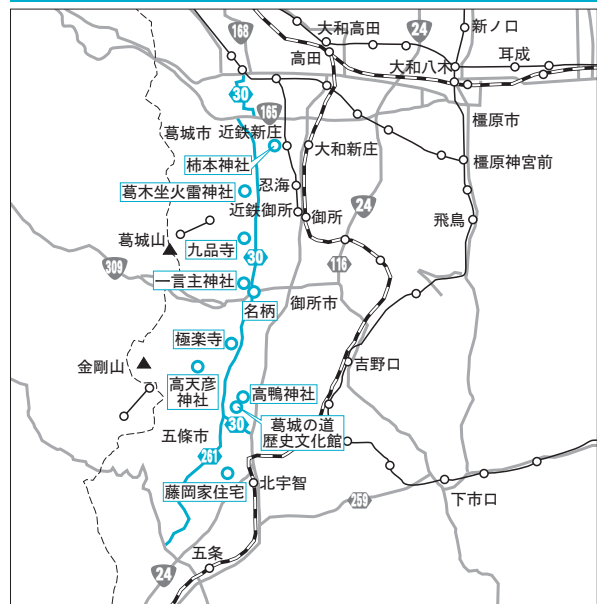 168
大和高田
24
新ノ口
高田
大和八木
耳成
30
165
葛城市
近鉄新庄
橿原市
柿本神社
大和新庄
橿原神宮前
葛木坐火雷神社
忍海
24
近鉄御所
御所
飛鳥
葛城山
九品寺
30
116
309
一言主神社
名柄
御所市
極楽寺
金剛山
吉野口
高天彦
神社
高鴨神社
30
葛城の道
歴史文化館
五條市
261
藤岡家住宅
北宇智
259
下市口
五条
24